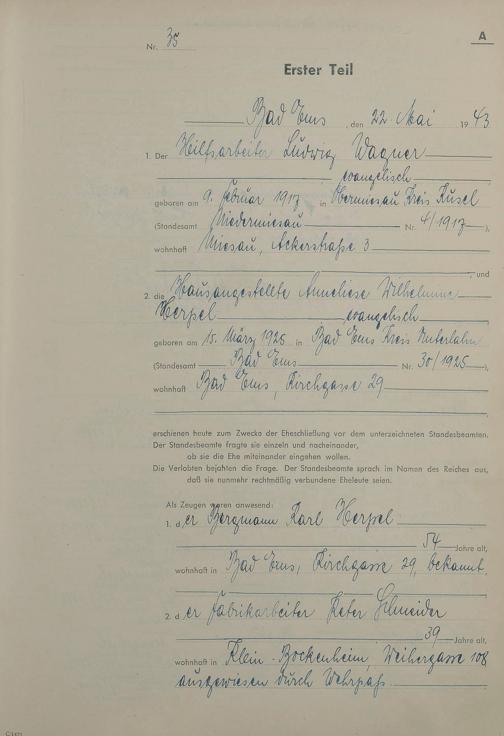 A
Nr. 35
Erster Teil
Bad Ems, den 22. Mai 1943
1. Der Hilfsarbeiter Ludwig Wagner
evangelisch
geboren am 9. Februar 1917 in Obermiesau Kreis Kusel
(Standesamt Niedermiesau Nr. 4/1917),
wohnhaft Miesau, Ackerstraße 3
, und
2. die Hausangestellte Anneliese Wilhelmine
Herpel, evangelisch
geboren am 15. März 1925 in Bad Ems Kreis Unterlahn
(Standesamt Bad Ems Nr. 30/1925),
wohnhaft Bad Ems, Kirchgasse 29
erschienen heute zum Zwecke der Eheschließung vor dem unterzeichneten Standesbeamten.
Der Standesbeamte fragte sie einzeln und nacheinander,
ob sie die Ehe miteinander eingehen wollen.
Die Verlobten bejahten die Frage. Der Standesbeamte sprach im Namen des Reiches aus,
daß sie nunmehr rechtmäßig verbundene Eheleute seien.
Als Zeugen waren anwesend:
1. der Bergmann Karl Herpel
54 Jahre alt,
wohnhaft in Bad Ems, Kirchgasse 29, bekannt.
2. der Fabrikarbeiter Peter Schneider
39 Jahre alt,
wohnhaft in Klein-Bockenheim, Weihergasse 108
ausgewiesen durch Wehrpaß.